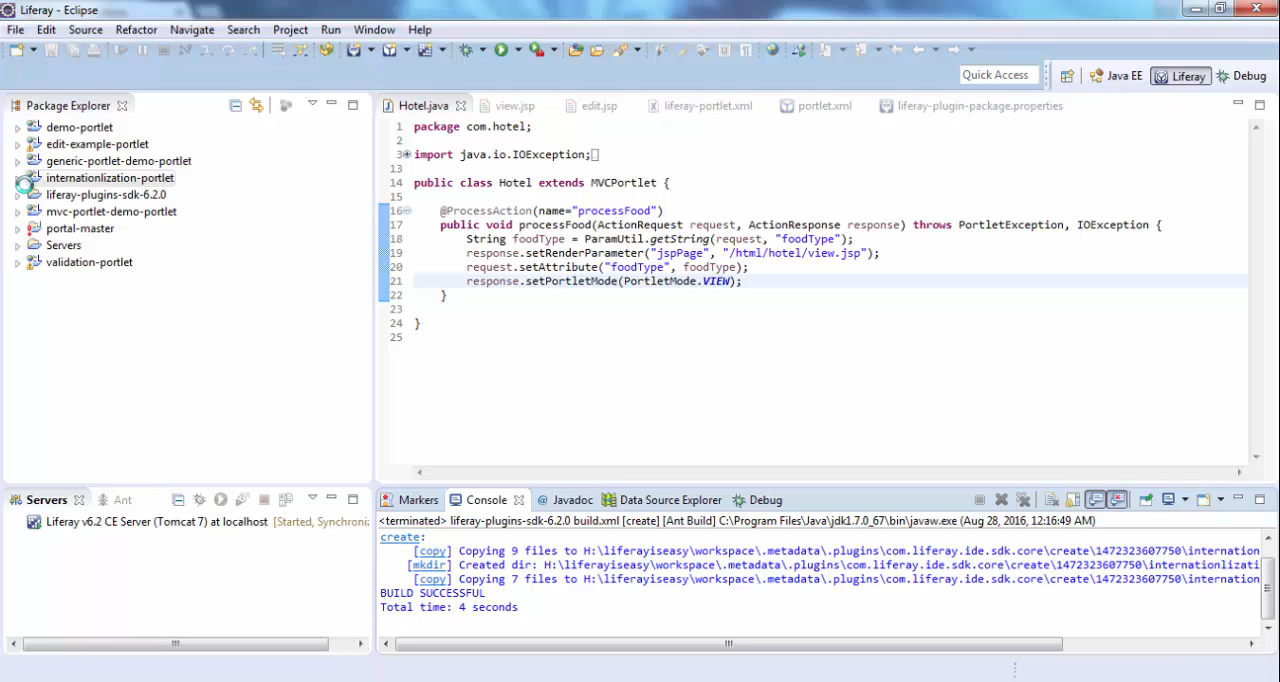 Liferay - Eclipse
File Edit Source Refactor Navigate Search Project Run Window Help
Quick Access Java EE Liferay Debug
Package Explorer
demo-portlet
edit-example-portlet
generic-portlet-demo-portlet
internationlization-portlet
liferay-plugins-sdk-6.2.0
mvc-portlet-demo-portlet
portal-master
Servers
validation-portlet
Hotel.java view.jsp edit.jsp liferay-portlet.xml portlet.xml liferay-plugin-package.properties
1 package com.hotel;
2
3 import java.io.IOException;
13
14 public class Hotel extends MVCPortlet {
15
16 @ProcessAction(name="processFood")
17 public void processFood(ActionRequest request, ActionResponse response) throws PortletException, IOException {
18 String foodType = ParamUtil.getString(request, "foodType");
19 response.setRenderParameter("jspPage", "/html/hotel/view.jsp");
20 request.setAttribute("foodType", foodType);
21 response.setPortletMode(PortletMode.VIEW);
22 }
23
24 }
25
Servers Ant
Liferay v6.2 CE Server (Tomcat 7) at localhost [Started, Synchroni
Markers Console Javadoc Data Source Explorer Debug
<terminated> liferay-plugins-sdk-6.2.0 build.xml [create] [Ant Build] C:\Program Files\Java\jdk1.7.0_67\bin\javaw.exe (Aug 28, 2016, 12:16:49 AM)
create:
[copy] Copying 9 files to H:\liferayiseasy\workspace\.metadata\.plugins\com.liferay.ide.sdk.core\create\1472323607750\internation
[mkdir] Created dir: H:\liferayiseasy\workspace\.metadata\.plugins\com.liferay.ide.sdk.core\create\1472323607750\internationlizati
[copy] Copying 7 files to H:\liferayiseasy\workspace\.metadata\.plugins\com.liferay.ide.sdk.core\create\1472323607750\internation
BUILD SUCCESSFUL
Total time: 4 seconds